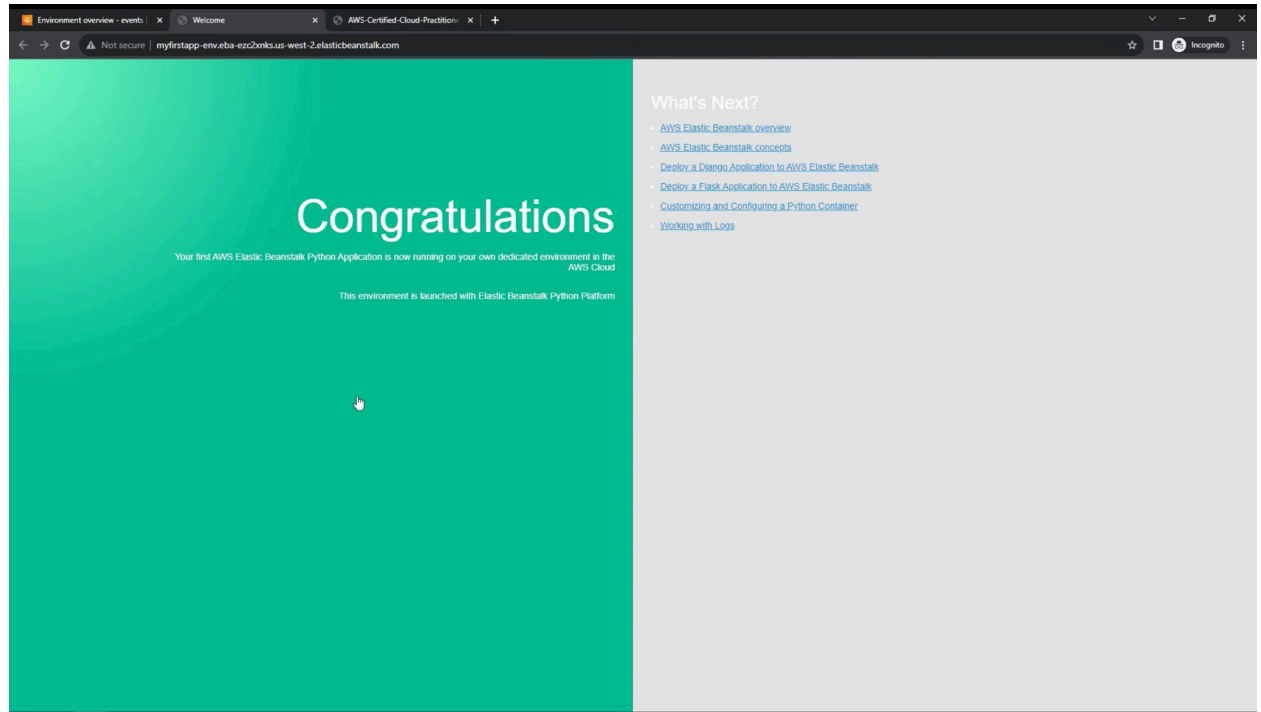 Environment overview - events
Welcome
AWS-Certified-Cloud-Practition
Not secure
myfirstapp-env.eba-ezc2xnks.us-west-2.elasticbeanstalk.com
Incognito
Congratulations
Your first AWS Elastic Beanstalk Python Application is now running on your own dedicated environment in the
AWS Cloud
This environment is launched with Elastic Beanstalk Python Platform
What's Next?
AWS Elastic Beanstalk overview
AWS Elastic Beanstalk concepts
Deploy a Django Application to AWS Elastic Beanstalk
Deploy a Flask Application to AWS Elastic Beanstalk
Customizing and Configuring a Python Container
Working with Logs